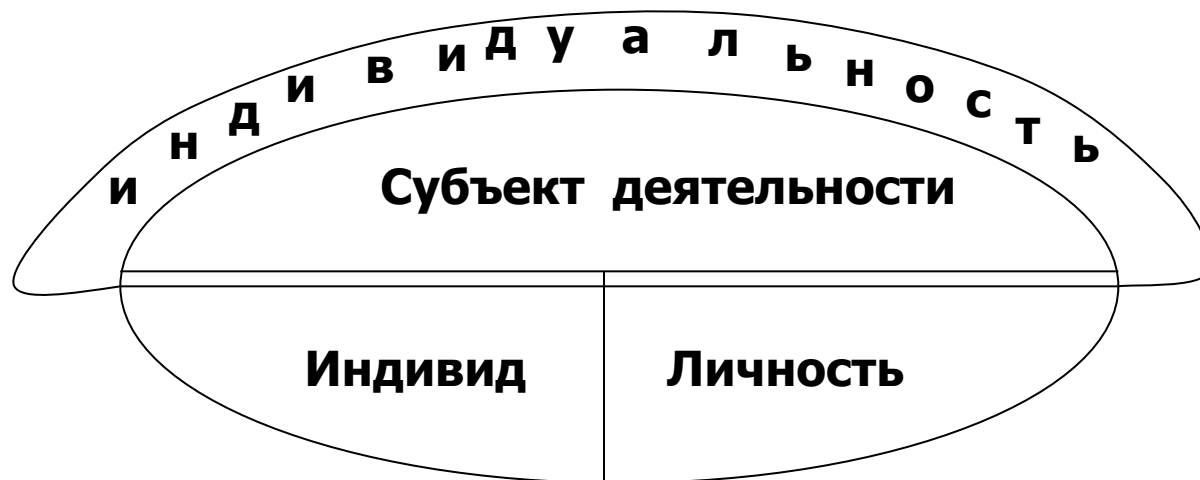 индивидуальность
Субъект деятельности
Индивид
Личность